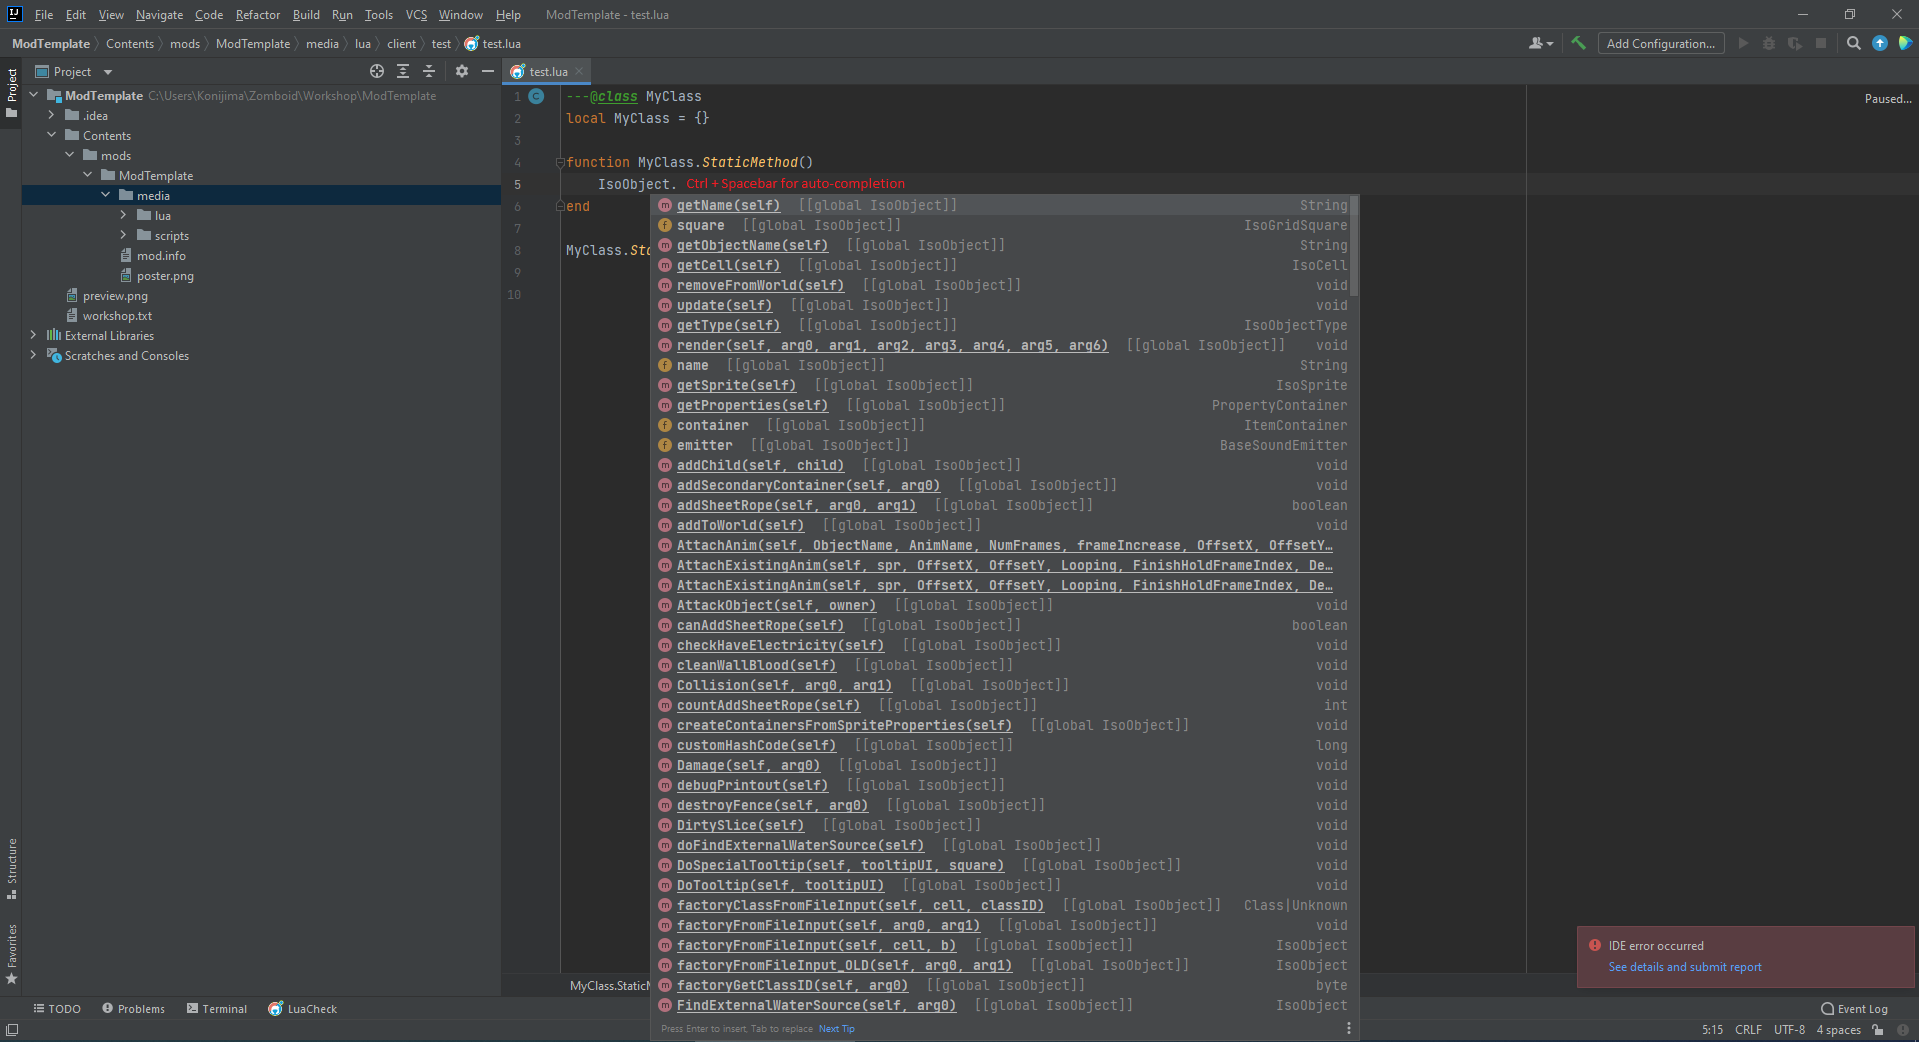 File Edit View Navigate Code Refactor Build Run Tools VCS Window Help ModTemplate - test.lua
ModTemplate Contents mods ModTemplate media lua client test test.lua Add Configuration...
Project
Project
test.lua
ModTemplate C:\Users\Konijima\Zomboid\Workshop\ModTemplate
.idea
Contents
mods
ModTemplate
media
lua
scripts
mod.info
poster.png
preview.png
workshop.txt
External Libraries
Scratches and Consoles
Structure
Favorites
Paused...
1 ---@class MyClass
2 local MyClass = {}
3
4 function MyClass.StaticMethod()
5 IsoObject. Ctrl + Spacebar for auto-completion
6 end
7
8 MyClass.Sta
9
10
getName(self) [[global IsoObject]] String
square [[global IsoObject]] IsoGridSquare
getObjectName(self) [[global IsoObject]] String
getCell(self) [[global IsoObject]] IsoCell
removeFromWorld(self) [[global IsoObject]] void
update(self) [[global IsoObject]] void
getType(self) [[global IsoObject]] IsoObjectType
render(self, arg0, arg1, arg2, arg3, arg4, arg5, arg6) [[global IsoObject]] void
name [[global IsoObject]] String
getSprite(self) [[global IsoObject]] IsoSprite
getProperties(self) [[global IsoObject]] PropertyContainer
container [[global IsoObject]] ItemContainer
emitter [[global IsoObject]] BaseSoundEmitter
addChild(self, child) [[global IsoObject]] void
addSecondaryContainer(self, arg0) [[global IsoObject]] void
addSheetRope(self, arg0, arg1) [[global IsoObject]] boolean
addToWorld(self) [[global IsoObject]] void
AttachAnim(self, ObjectName, AnimName, NumFrames, frameIncrease, OffsetX, OffsetY…
AttachExistingAnim(self, spr, OffsetX, OffsetY, Looping, FinishHoldFrameIndex, De…
AttachExistingAnim(self, spr, OffsetX, OffsetY, Looping, FinishHoldFrameIndex, De…
AttackObject(self, owner) [[global IsoObject]] void
canAddSheetRope(self) [[global IsoObject]] boolean
checkHaveElectricity(self) [[global IsoObject]] void
cleanWallBlood(self) [[global IsoObject]] void
Collision(self, arg0, arg1) [[global IsoObject]] void
countAddSheetRope(self) [[global IsoObject]] int
createContainersFromSpriteProperties(self) [[global IsoObject]] void
customHashCode(self) [[global IsoObject]] long
Damage(self, arg0) [[global IsoObject]] void
debugPrintout(self) [[global IsoObject]] void
destroyFence(self, arg0) [[global IsoObject]] void
DirtySlice(self) [[global IsoObject]] void
doFindExternalWaterSource(self) [[global IsoObject]] void
DoSpecialTooltip(self, tooltipUI, square) [[global IsoObject]] void
DoTooltip(self, tooltipUI) [[global IsoObject]] void
factoryClassFromFileInput(self, cell, classID) [[global IsoObject]] Class|Unknown
factoryFromFileInput(self, arg0, arg1) [[global IsoObject]] void
factoryFromFileInput(self, cell, b) [[global IsoObject]] IsoObject
factoryFromFileInput_OLD(self, arg0, arg1) [[global IsoObject]] IsoObject
factoryGetClassID(self, arg0) [[global IsoObject]] byte
FindExternalWaterSource(self, arg0) [[global IsoObject]] IsoObject
Press Enter to insert, Tab to replace Next Tip
MyClass.StaticM
IDE error occurred
See details and submit report
TODO Problems Terminal LuaCheck Event Log
5:15 CRLF UTF-8 4 spaces